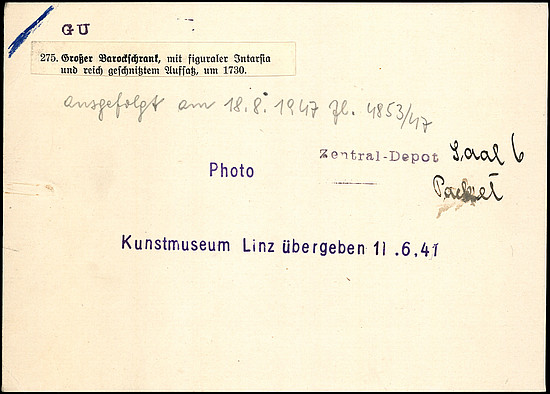 GU
275. Großer Barockschrank, mit figuraler Intarsia
und reich geschnitztem Aufsatz, um 1730.
ausgefolgt am 18.8.1947 Zl. 4853/47
Zentral-Depot Saal 6
Photo
Packet
Kunstmuseum Linz übergeben 11.6.41